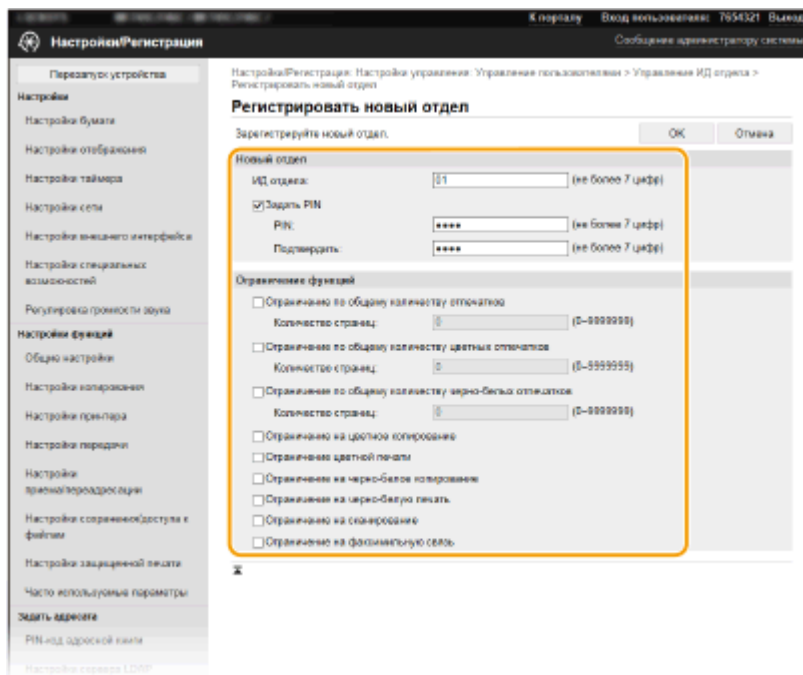 К порталу Вход пользователя: 7654321 Выход
Настройки/Регистрация
Сообщение администратору системы
Перезапуск устройства
Настройки
Настройки бумаги
Настройки отображения
Настройки таймера
Настройки сети
Настройки внешнего интерфейса
Настройки специальных
возможностей
Регулировка громкости звука
Настройки функций
Общие настройки
Настройки копирования
Настройки принтера
Настройки передачи
Настройки
приема/переадресации
Настройки сохранения/доступа к
файлам
Настройки защищенной печати
Часто используемые параметры
Задать адресата
PIN-код адресной книги
Настройки сервера LDAP
Настройка/Регистрация: Настройки управления: Управление пользователями > Управление ИД отдела >
Регистрировать новый отдел
Регистрировать новый отдел
Зарегистрируйте новый отдел.
OK Отмена
Новый отдел
ИД отдела: 01 (не более 7 цифр)
Задать PIN
PIN: •••• (не более 7 цифр)
Подтвердить: •••• (не более 7 цифр)
Ограничение функций
Ограничение по общему количеству отпечатков
Количество страниц: 0 (0-9999999)
Ограничение по общему количеству цветных отпечатков
Количество страниц: 0 (0-9999999)
Ограничение по общему количеству черно-белых отпечатков
Количество страниц: 0 (0-9999999)
Ограничение на цветное копирование
Ограничение цветной печати
Ограничение на черно-белое копирование
Ограничение на черно-белую печать
Ограничение на сканирование
Ограничение на факсимильную связь